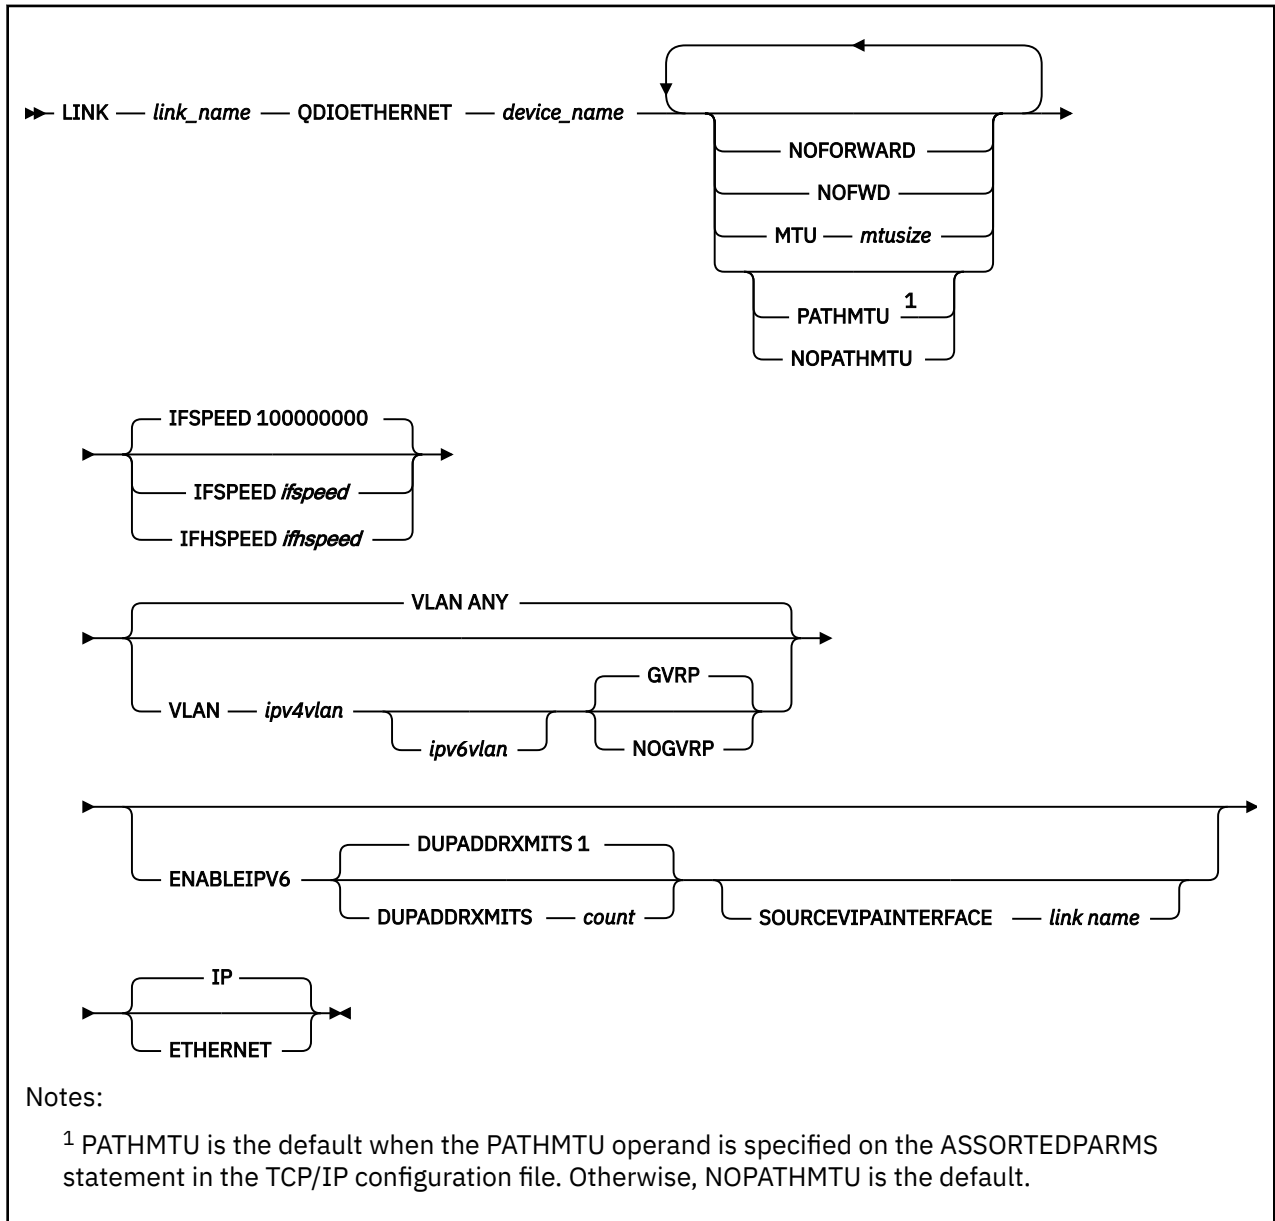 LINK link_name QDIOETHERNET device_name
NOFORWARD
NOFWD
MTU mtusize
PATHMTU 1
NOPATHMTU
IFSPEED 100000000
IFSPEED ifspeed
IFHSPEED ifhspeed
VLAN ANY
GVRP
VLAN ipv4vlan
ipv6vlan NOGVRP
DUPADDRXMITS 1
ENABLEIPV6
DUPADDRXMITS count SOURCEVIPAINTERFACE link name
IP
ETHERNET
Notes:
1 PATHMTU is the default when the PATHMTU operand is specified on the ASSORTEDPARMS
statement in the TCP/IP configuration file. Otherwise, NOPATHMTU is the default.